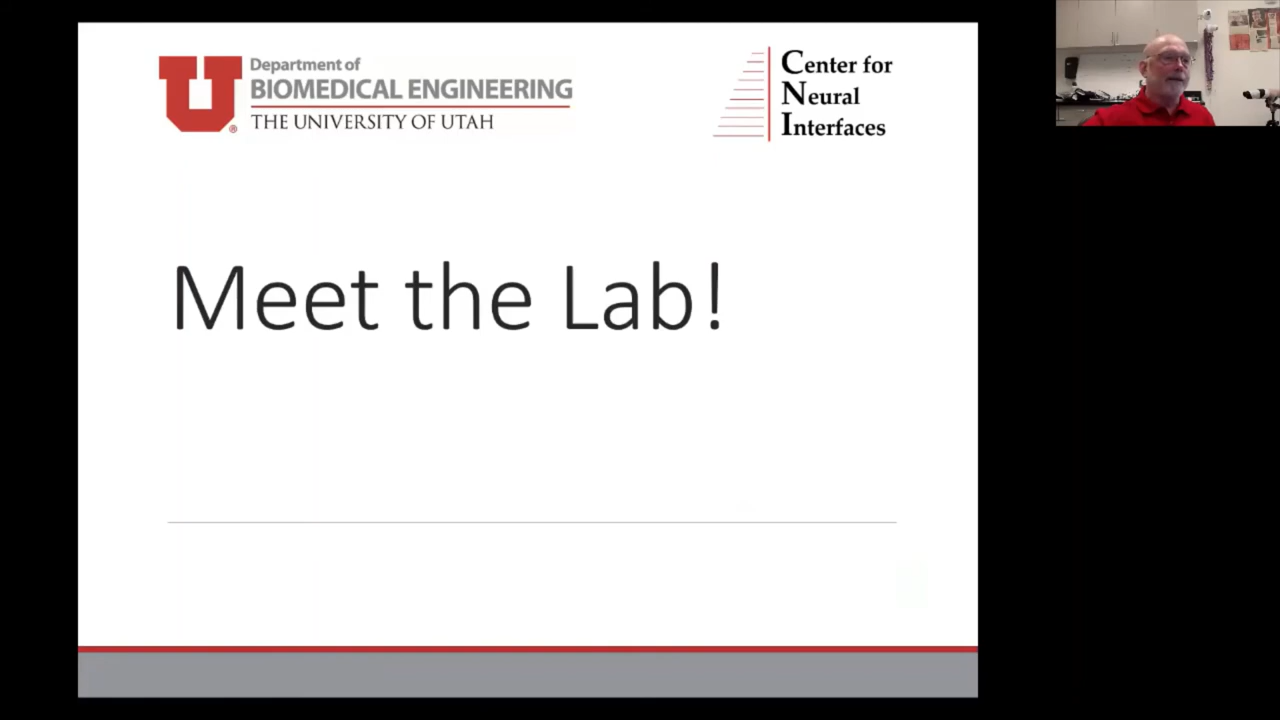 Department of
BIOMEDICAL ENGINEERING
THE UNIVERSITY OF UTAH
Center for
Neural
Interfaces
Meet the Lab!